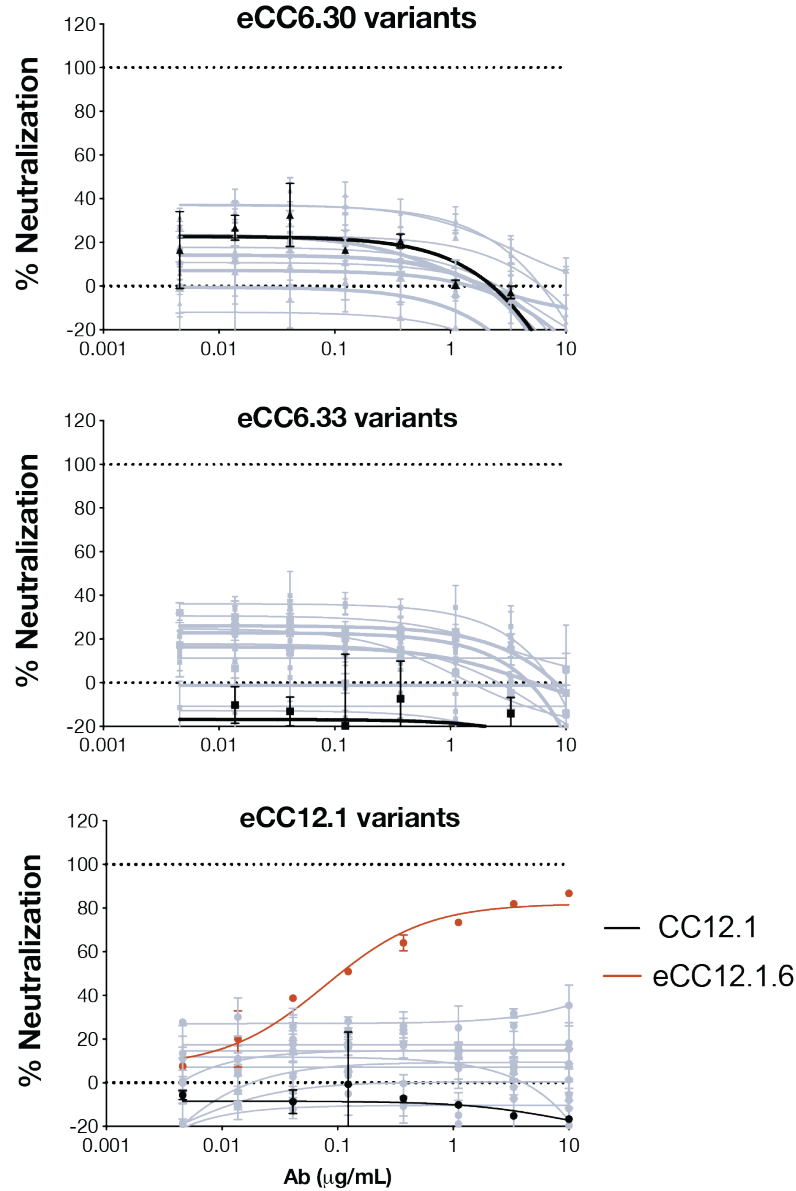 eCC6.30 variants
% Neutralization
120
100
80
60
40
20
0
-20
0.001 0.01 0.1 1 10
eCC6.33 variants
% Neutralization
120
100
80
60
40
20
0
-20
0.001 0.01 0.1 1 10
eCC12.1 variants
% Neutralization
120
100
80
60
40
20
0
-20
0.001 0.01 0.1 1 10
Ab (μg/mL)
CC12.1
eCC12.1.6